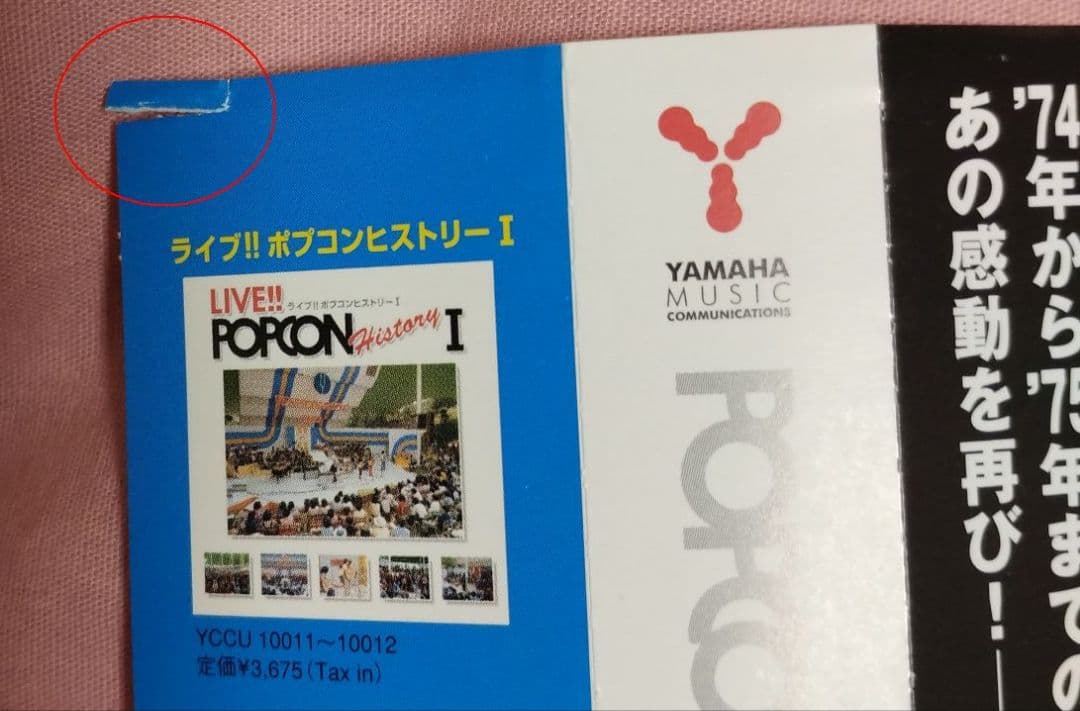 ライブ!! ポプコンヒストリーⅠ
LIVE!! ライブ!! ポプコンヒストリーⅠ
POPCON History Ⅰ
YCCU 10011〜10012
定価¥3,675(Tax in)
YAMAHA
MUSIC
COMMUNICATIONS
POPCO
'74年から'75年までの
あの感動を再び!―